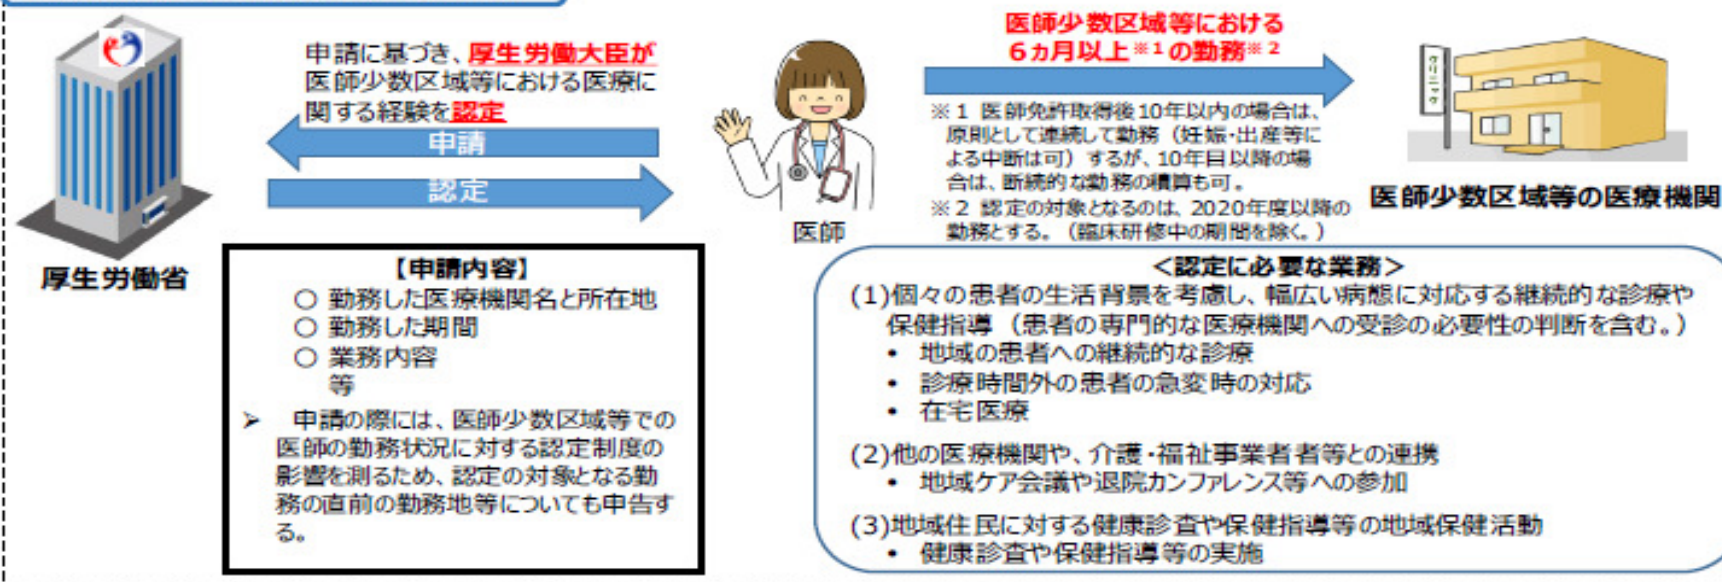 申請に基づき、厚生労働大臣が
医師少数区域等における医療に
関する経験を認定
申請
認定
厚生労働省
医師
医師少数区域等における
6ヵ月以上※1の勤務※2
※1 医師免許取得後10年以内の場合は、
原則として連続して勤務（妊娠・出産等に
よる中断は可）するが、10年目以降の場
合は、断続的な勤務の積算も可。
※2 認定の対象となるのは、2020年度以降の
勤務とする。（臨床研修中の期間を除く。）
クリニック
医師少数区域等の医療機関
【申請内容】
○ 勤務した医療機関名と所在地
○ 勤務した期間
○ 業務内容
等
➢ 申請の際には、医師少数区域等での
医師の勤務状況に対する認定制度の
影響を測るため、認定の対象となる勤
務の直前の勤務地等についても申告す
る。
＜認定に必要な業務＞
(1)個々の患者の生活背景を考慮し、幅広い病態に対応する継続的な診療や
保健指導（患者の専門的な医療機関への受診の必要性の判断を含む。）
• 地域の患者への継続的な診療
• 診療時間外の患者の急変時の対応
• 在宅医療
(2)他の医療機関や、介護・福祉事業者者等との連携
• 地域ケア会議や退院カンファレンス等への参加
(3)地域住民に対する健康診査や保健指導等の地域保健活動
• 健康診査や保健指導等の実施